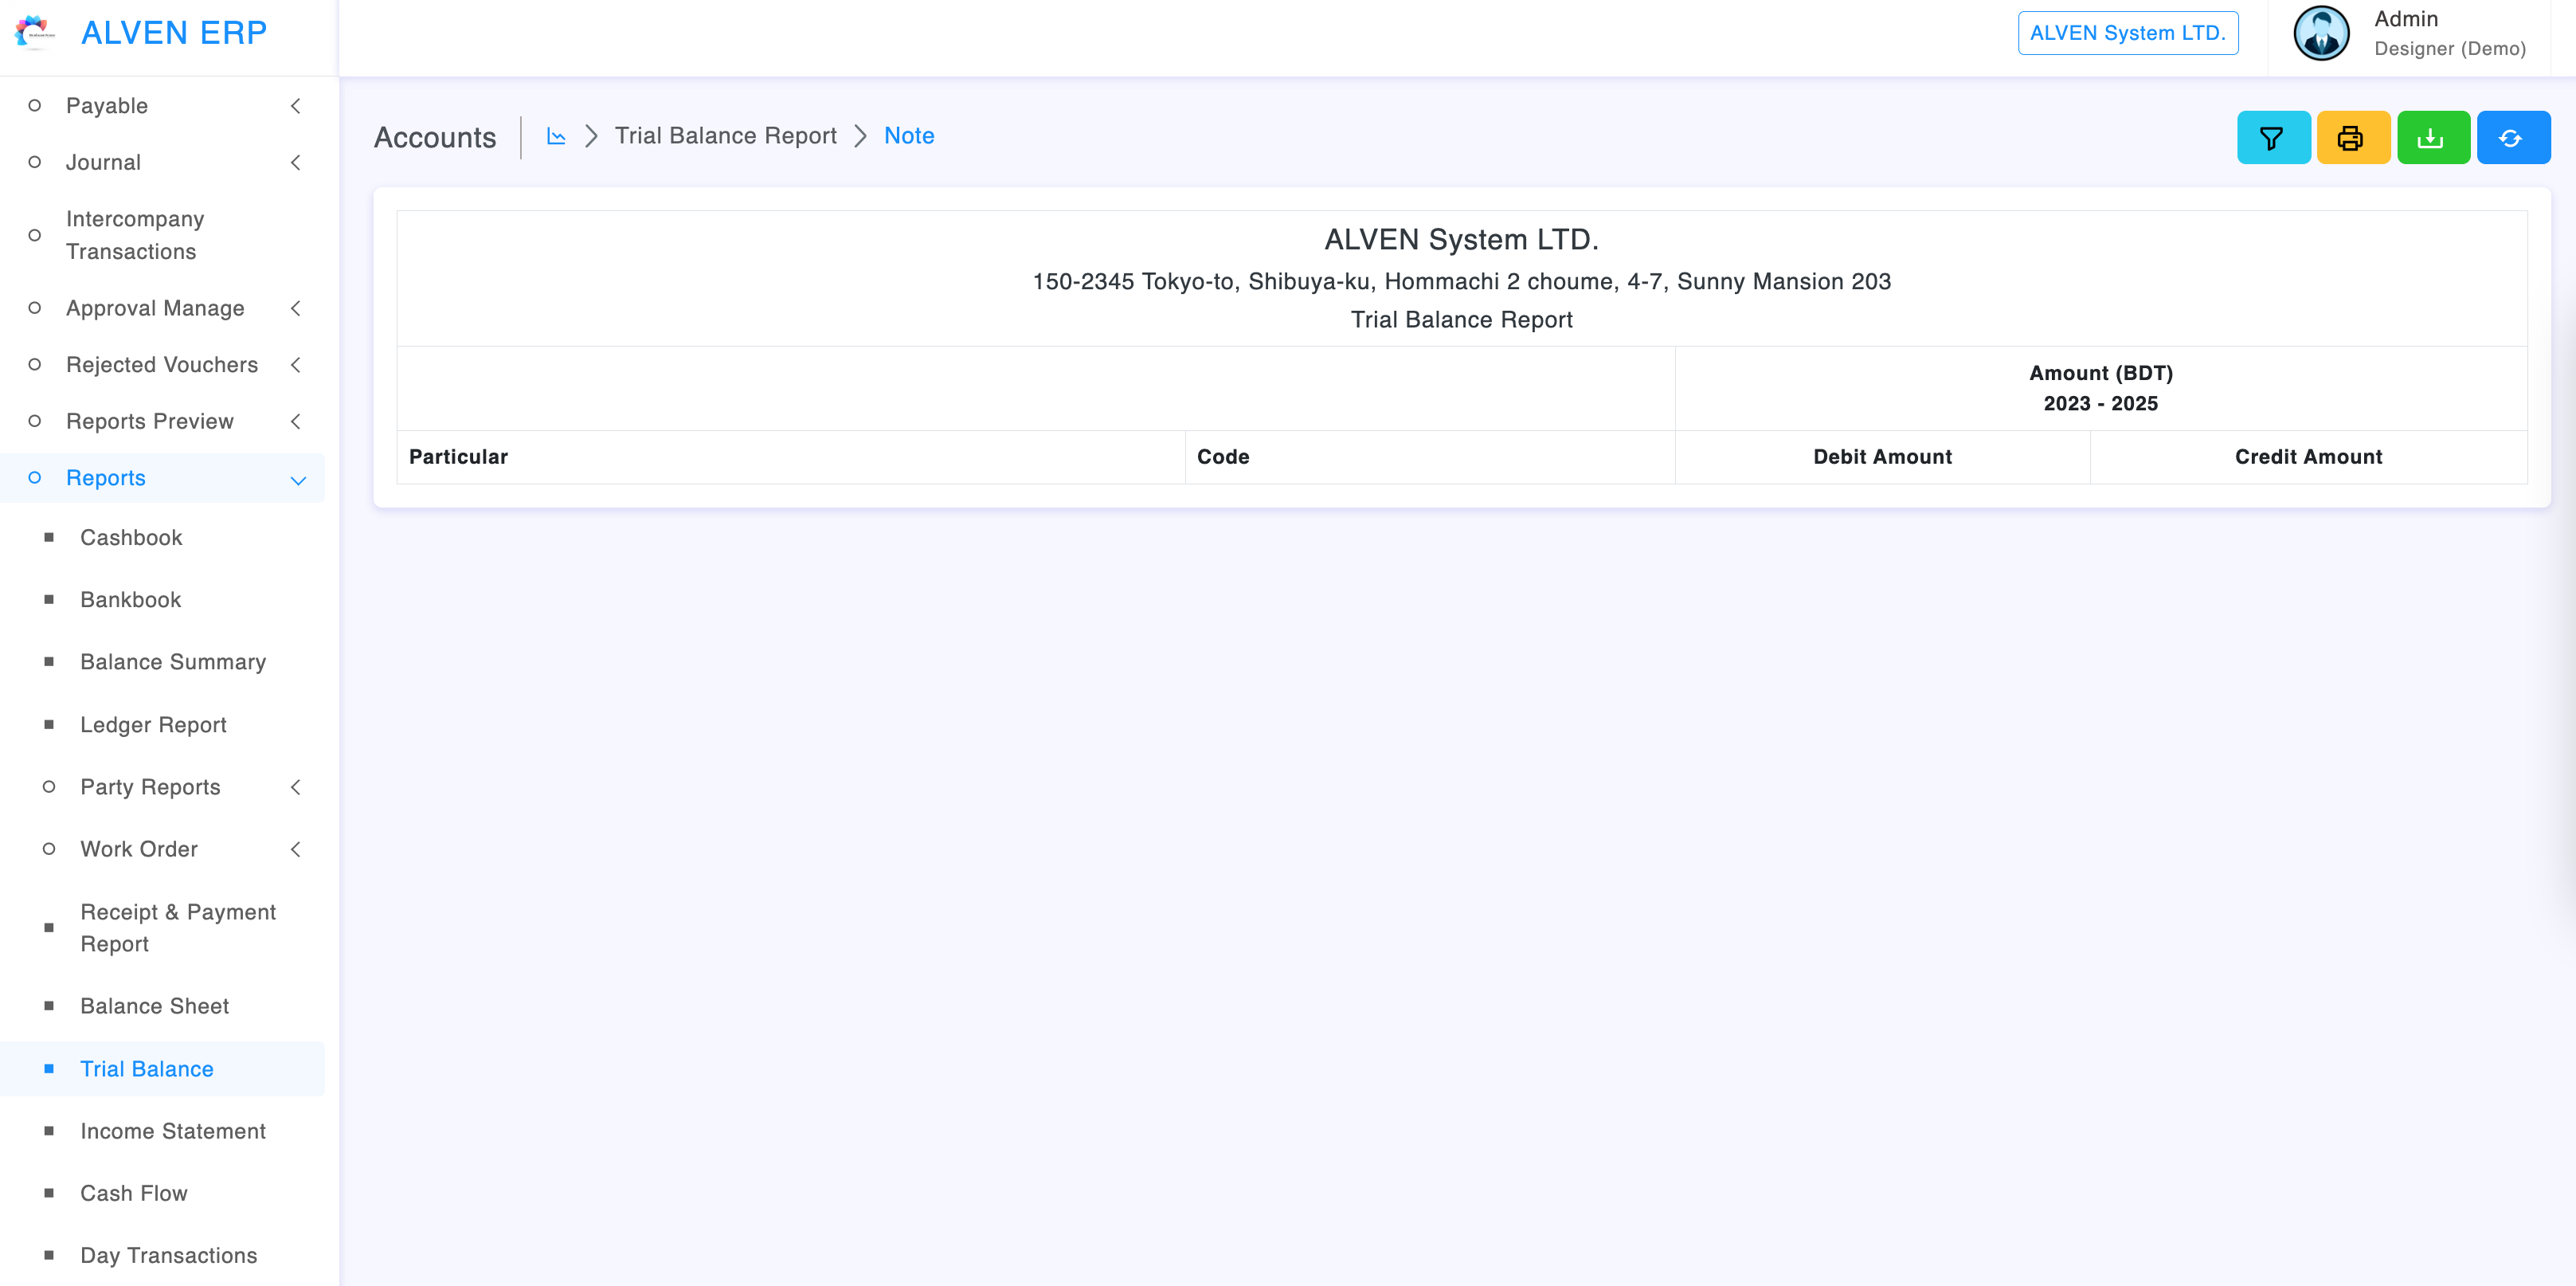 ALVEN ERP
ALVEN System LTD.
Admin
Designer (Demo)
Payable
Journal
Intercompany
Transactions
Approval Manage
Rejected Vouchers
Reports Preview
Reports
Cashbook
Bankbook
Balance Summary
Ledger Report
Party Reports
Work Order
Receipt & Payment
Report
Balance Sheet
Trial Balance
Income Statement
Cash Flow
Day Transactions
Accounts
Trial Balance Report
Note
ALVEN System LTD.
150-2345 Tokyo-to, Shibuya-ku, Hommachi 2 choume, 4-7, Sunny Mansion 203
Trial Balance Report
Amount (BDT)
2023 - 2025
Particular
Code
Debit Amount
Credit Amount